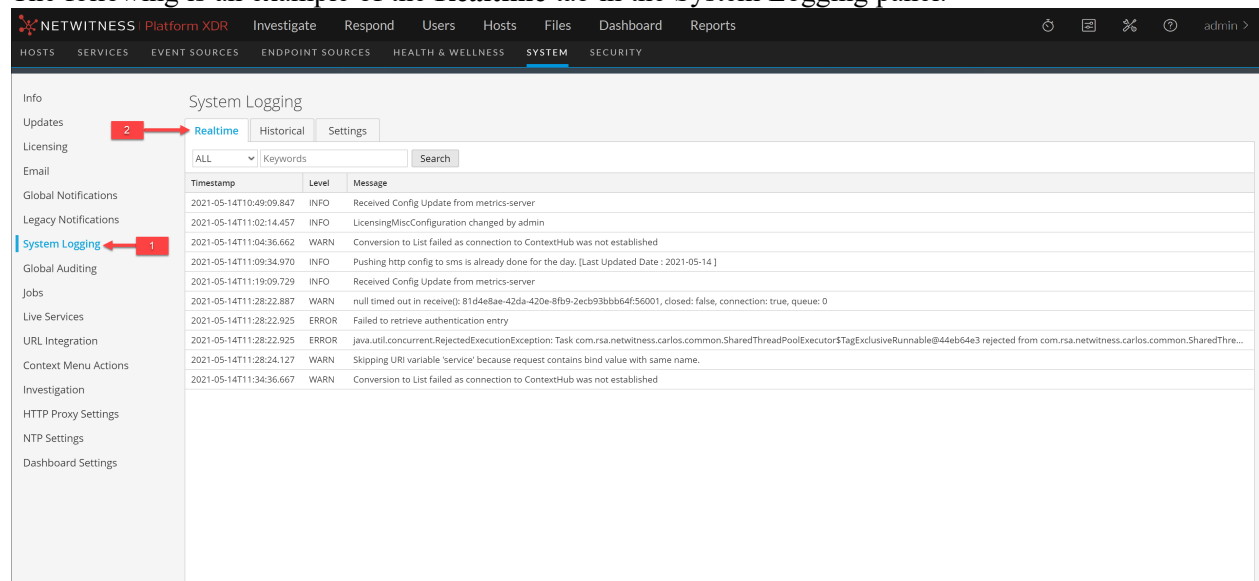 The following is an example of the Realtime tab in the System Logging panel.
NETWITNESS Platform XDR Investigate Respond Users Hosts Files Dashboard Reports admin >
HOSTS SERVICES EVENT SOURCES ENDPOINT SOURCES HEALTH & WELLNESS SYSTEM SECURITY
Info
Updates
Licensing
Email
Global Notifications
Legacy Notifications
System Logging
1
Global Auditing
Jobs
Live Services
URL Integration
Context Menu Actions
Investigation
HTTP Proxy Settings
NTP Settings
Dashboard Settings
System Logging
2
Realtime Historical Settings
ALL Keywords Search
Timestamp Level Message
2021-05-14T10:49:09.847 INFO Received Config Update from metrics-server
2021-05-14T11:02:14.457 INFO LicensingMiscConfiguration changed by admin
2021-05-14T11:04:36.662 WARN Conversion to List failed as connection to ContextHub was not established
2021-05-14T11:09:34.970 INFO Pushing http config to sms is already done for the day. [Last Updated Date : 2021-05-14 ]
2021-05-14T11:19:09.729 INFO Received Config Update from metrics-server
2021-05-14T11:28:22.887 WARN null timed out in receive(): 81d4e8ae-42da-420e-8fb9-2ecb93bbb64f:56001, closed: false, connection: true, queue: 0
2021-05-14T11:28:22.925 ERROR Failed to retrieve authentication entry
2021-05-14T11:28:22.925 ERROR java.util.concurrent.RejectedExecutionException: Task com.rsa.netwitness.carlos.common.SharedThreadPoolExecutor$TagExclusiveRunnable@44eb64e3 rejected from com.rsa.netwitness.carlos.common.SharedThre...
2021-05-14T11:28:24.127 WARN Skipping URI variable 'service' because request contains bind value with same name.
2021-05-14T11:34:36.667 WARN Conversion to List failed as connection to ContextHub was not established